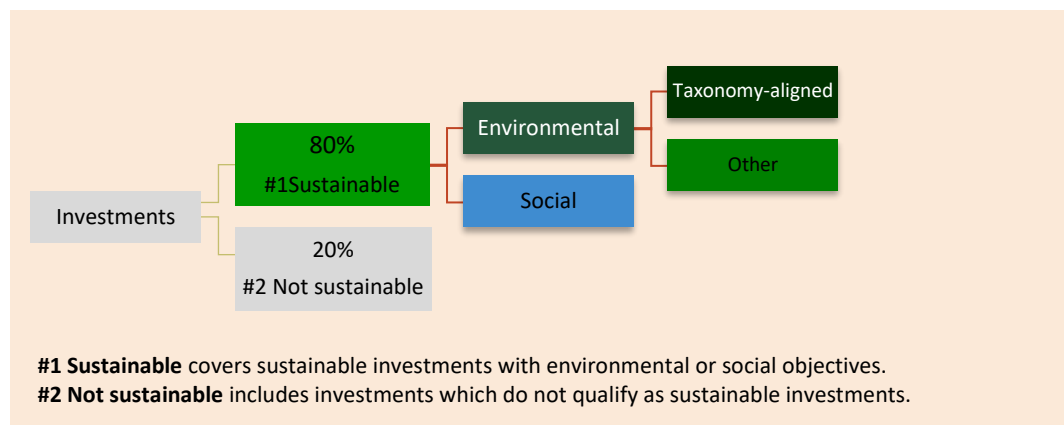 Taxonomy-aligned
Environmental
80%
#1Sustainable
Other
Social
Investments
20%
#2 Not sustainable
#1 Sustainable covers sustainable investments with environmental or social objectives.
#2 Not sustainable includes investments which do not qualify as sustainable investments.